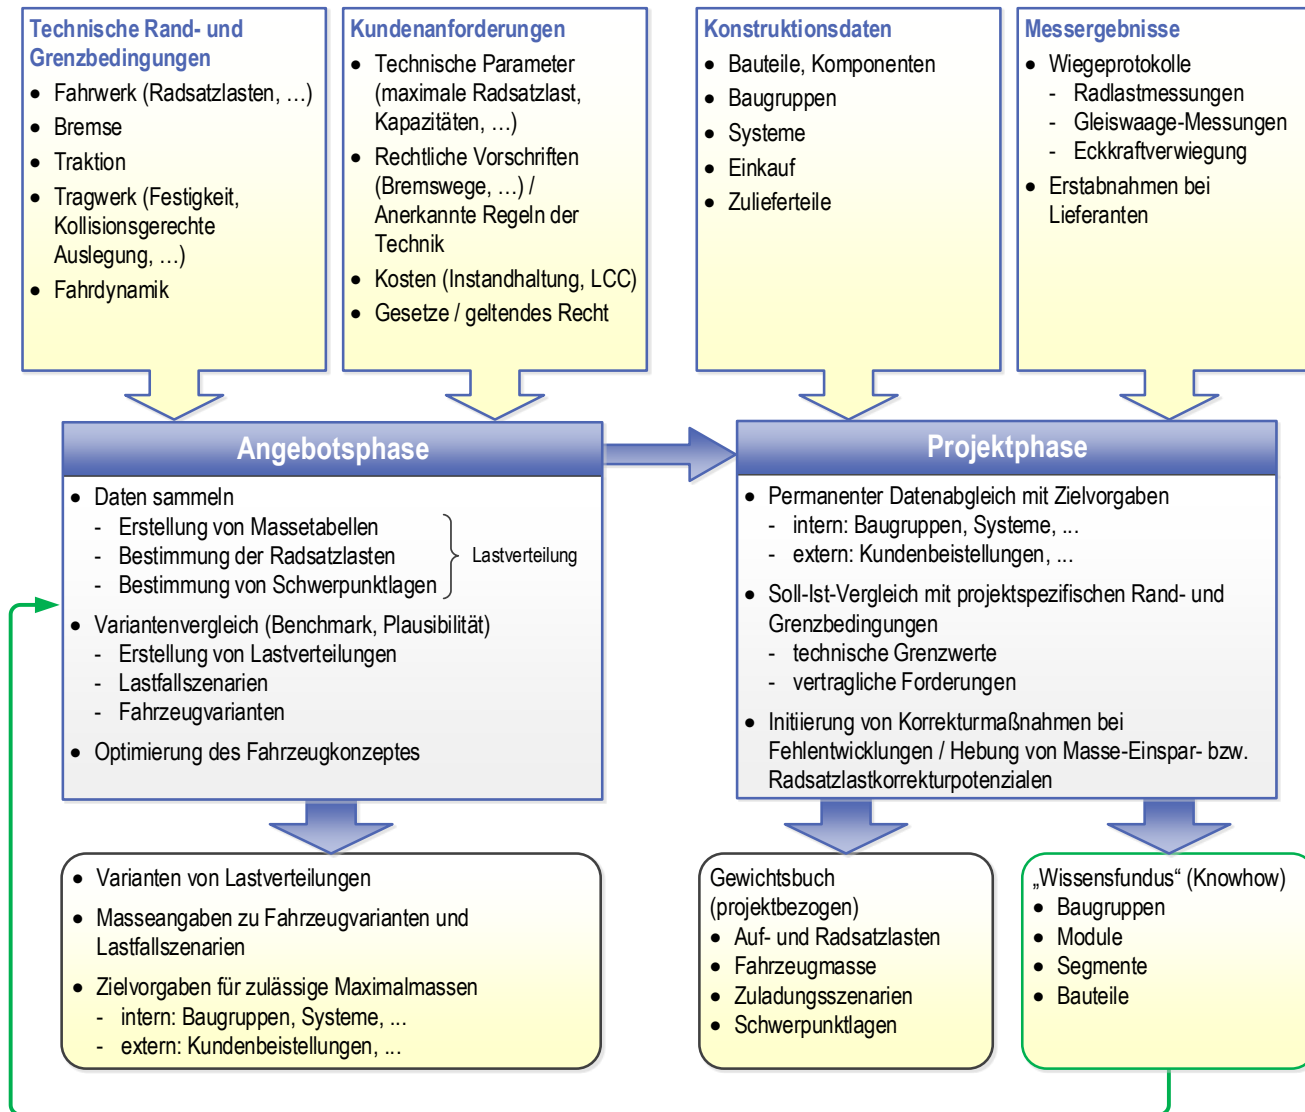 Technische Rand- und
Grenzbedingungen
• Fahrwerk (Radsatzlasten, …)
• Bremse
• Traktion
• Tragwerk (Festigkeit,
Kollisionsgerechte
Auslegung, …)
• Fahrdynamik
Kundenanforderungen
• Technische Parameter
(maximale Radsatzlast,
Kapazitäten, …)
• Rechtliche Vorschriften
(Bremswege, …) /
Anerkannte Regeln der
Technik
• Kosten (Instandhaltung, LCC)
• Gesetze / geltendes Recht
Konstruktionsdaten
• Bauteile, Komponenten
• Baugruppen
• Systeme
• Einkauf
• Zulieferteile
Messergebnisse
• Wiegeprotokolle
- Radlastmessungen
- Gleiswaage-Messungen
- Eckkraftverwiegung
• Erstabnahmen bei
Lieferanten
Angebotsphase
• Daten sammeln
- Erstellung von Massetabellen
- Bestimmung der Radsatzlasten
- Bestimmung von Schwerpunktlagen
Lastverteilung
• Variantenvergleich (Benchmark, Plausibilität)
- Erstellung von Lastverteilungen
- Lastfallszenarien
- Fahrzeugvarianten
• Optimierung des Fahrzeugkonzeptes
Projektphase
• Permanenter Datenabgleich mit Zielvorgaben
- intern: Baugruppen, Systeme, ...
- extern: Kundenbeistellungen, ...
• Soll-Ist-Vergleich mit projektspezifischen Rand- und
Grenzbedingungen
- technische Grenzwerte
- vertragliche Forderungen
• Initiierung von Korrekturmaßnahmen bei
Fehlentwicklungen / Hebung von Masse-Einspar- bzw.
Radsatzlastkorrekturpotenzialen
• Varianten von Lastverteilungen
• Masseangaben zu Fahrzeugvarianten und
Lastfallszenarien
• Zielvorgaben für zulässige Maximalmassen
- intern: Baugruppen, Systeme, ...
- extern: Kundenbeistellungen, ...
Gewichtsbuch
(projektbezogen)
• Auf- und Radsatzlasten
• Fahrzeugmasse
• Zuladungsszenarien
• Schwerpunktlagen
„Wissensfundus“ (Knowhow)
• Baugruppen
• Module
• Segmente
• Bauteile